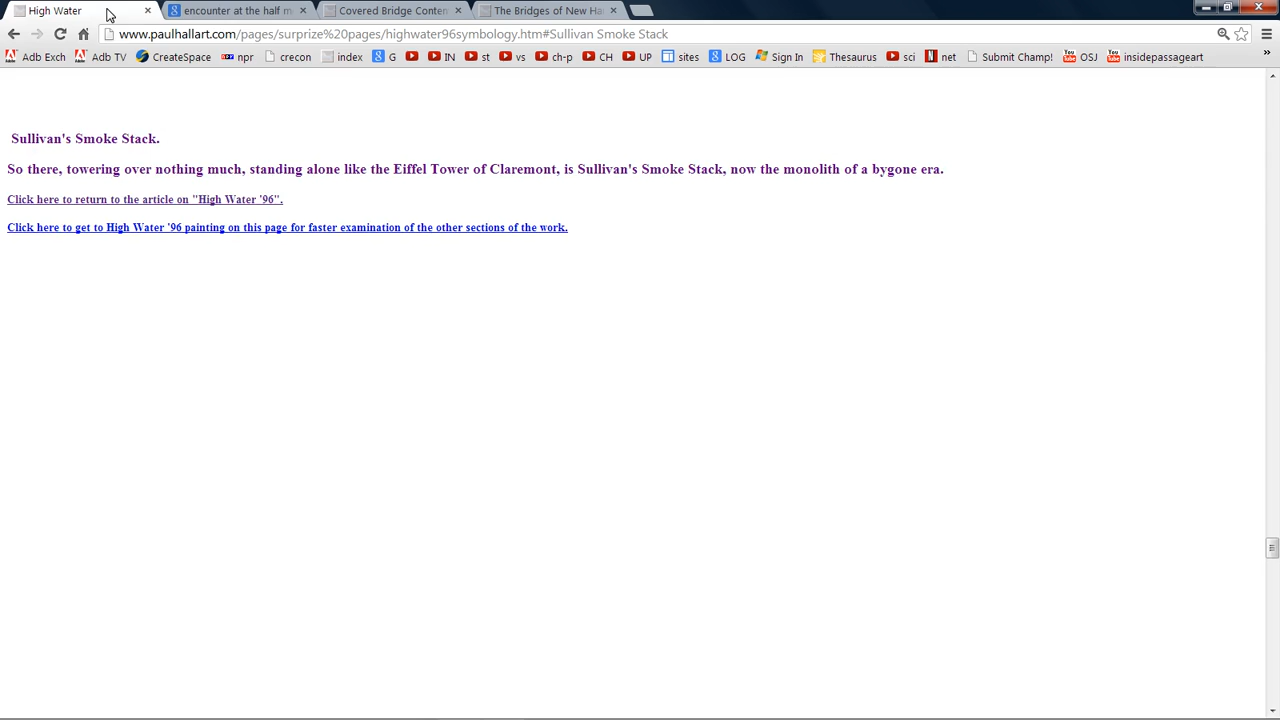 High Water
encounter at the half m
Covered Bridge Conten
The Bridges of New Ha
www.paulhallart.com/pages/surprize%20pages/highwater96symbology.htm#Sullivan Smoke Stack
Adb Exch Adb TV CreateSpace npr crecon index G IN st vs ch-p CH UP sites LOG Sign In Thesaurus sci net Submit Champ! OSJ insidepassageart »
Sullivan's Smoke Stack.
So there, towering over nothing much, standing alone like the Eiffel Tower of Claremont, is Sullivan's Smoke Stack, now the monolith of a bygone era.
Click here to return to the article on "High Water '96".
Click here to get to High Water '96 painting on this page for faster examination of the other sections of the work.